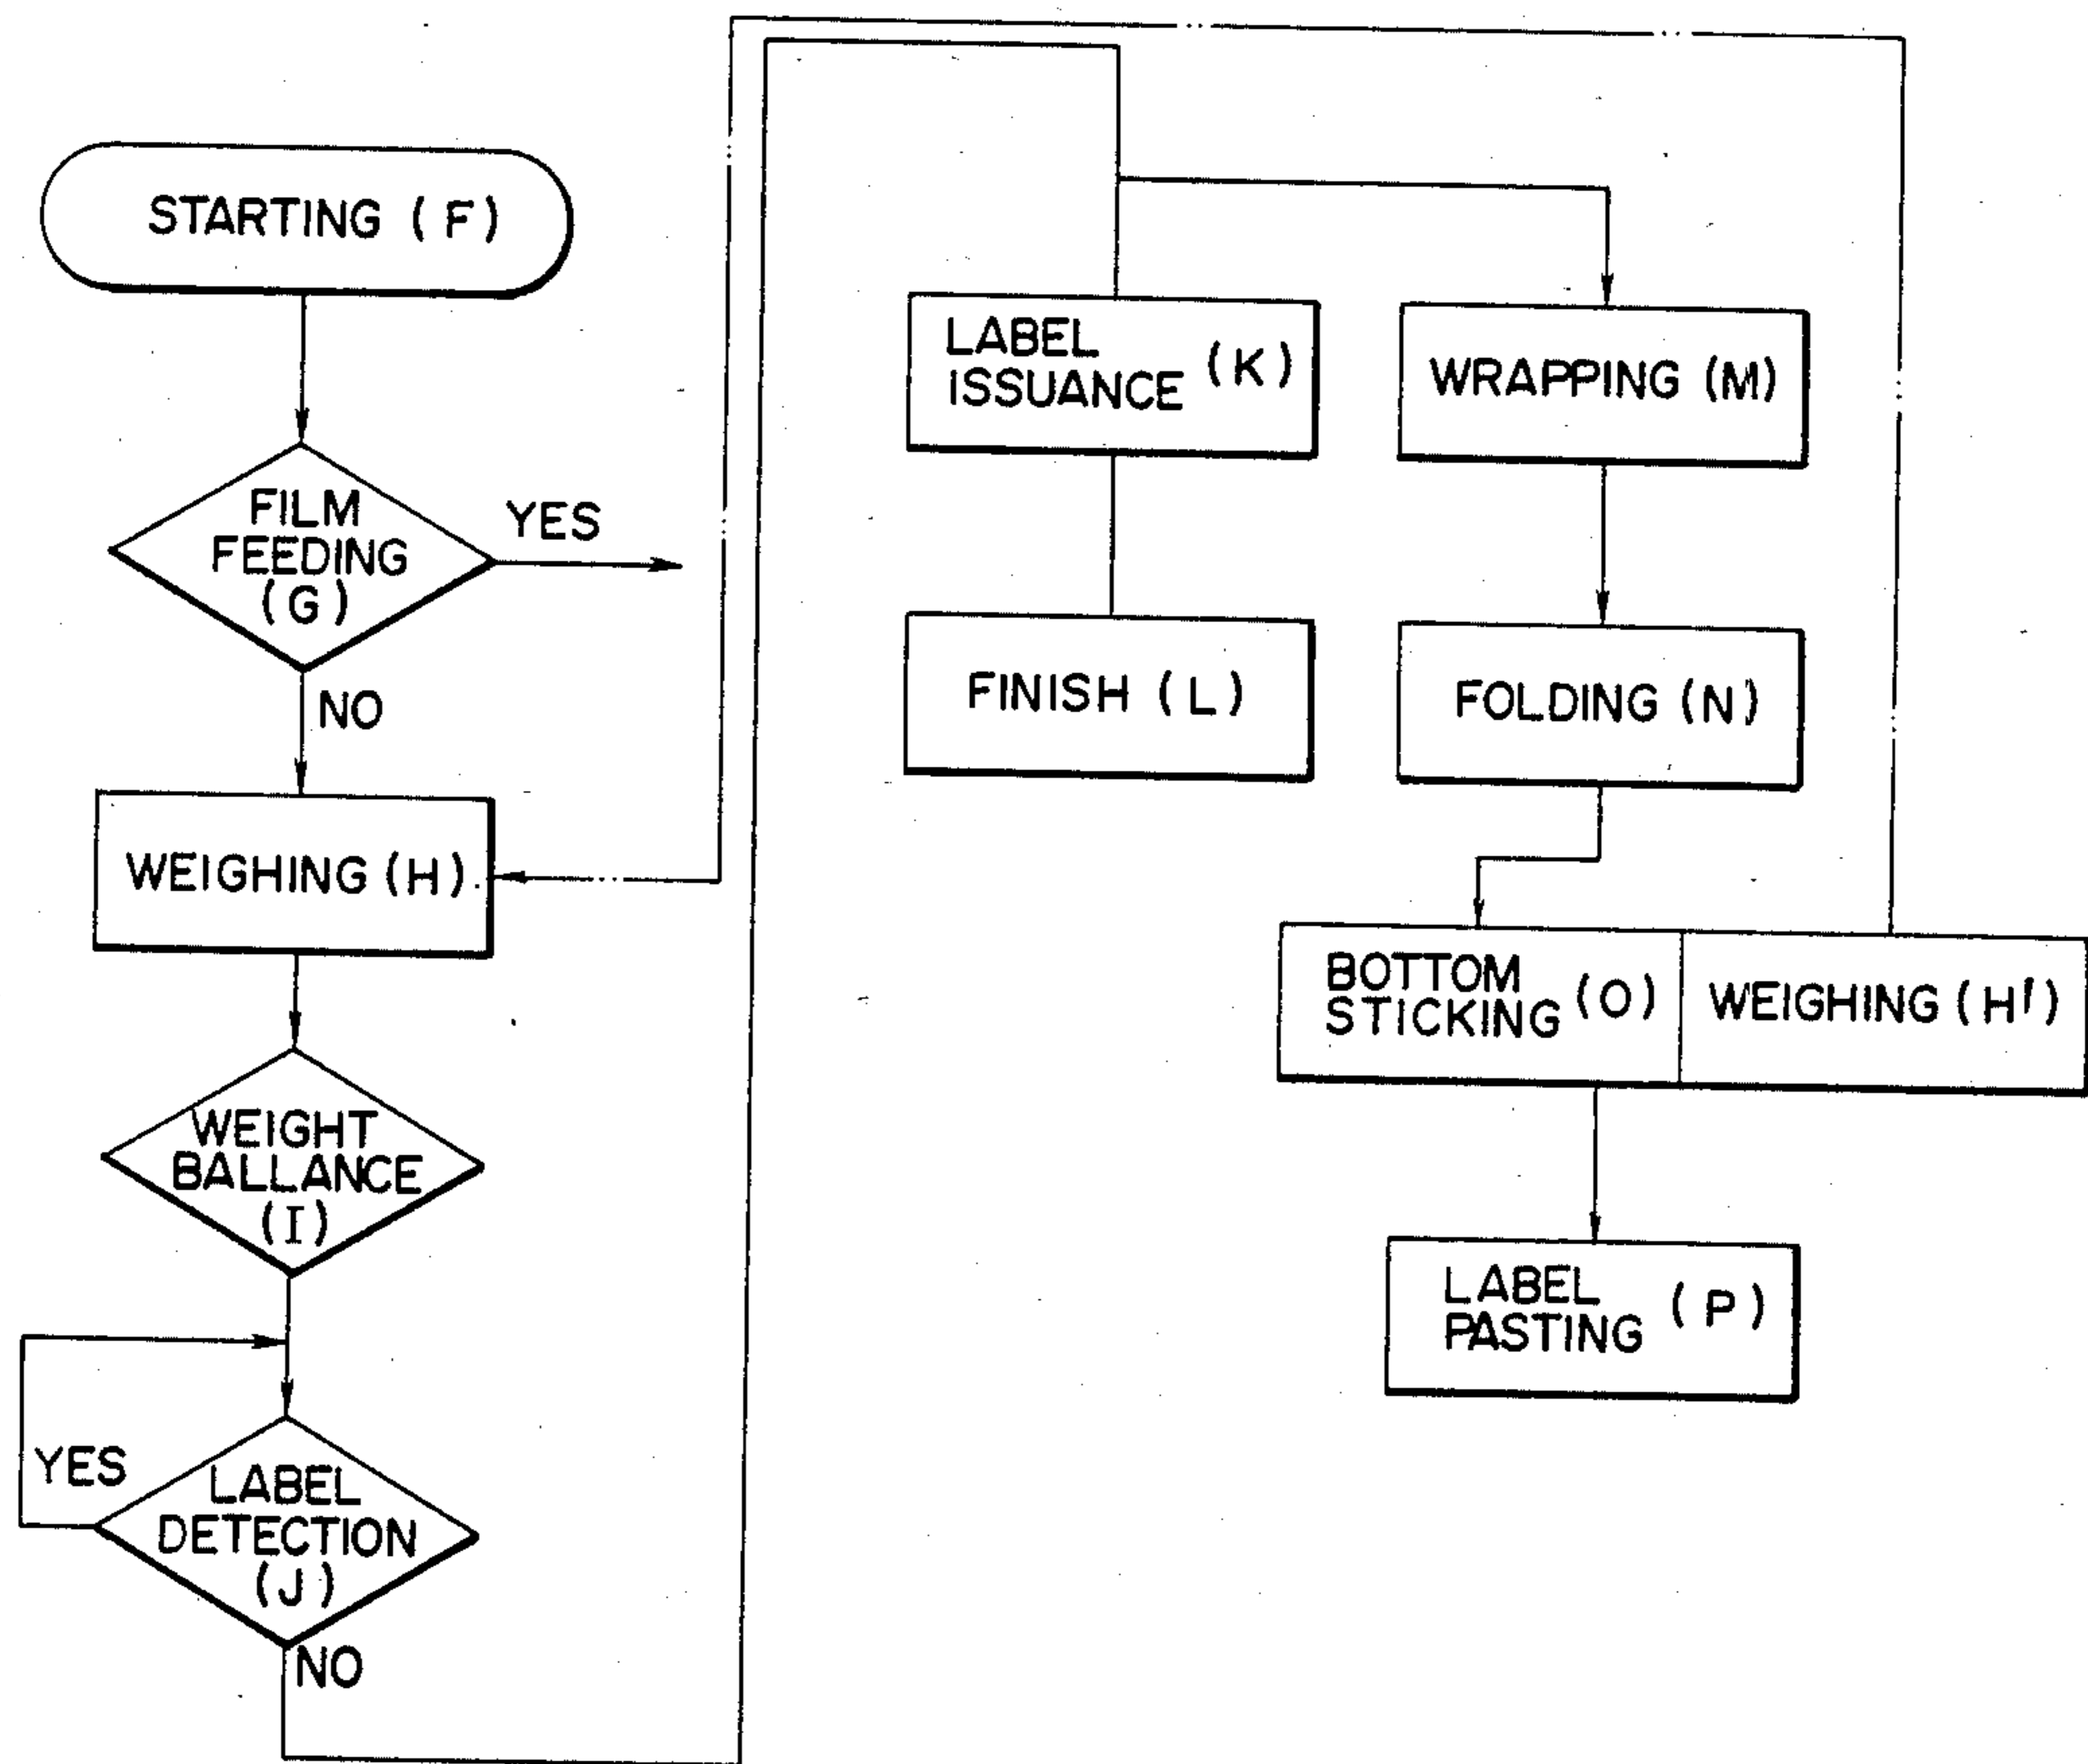 STARTING (F)
FILM
FEEDING
(G)
YES
NO
WEIGHING (H)
WEIGHT
BALLANCE
(I)
YES
LABEL
DETECTION
(J)
NO
LABEL
ISSUANCE (K)
FINISH (L)
WRAPPING (M)
FOLDING (N)
BOTTOM
STICKING (O)
WEIGHING (H')
LABEL
PASTING (P)